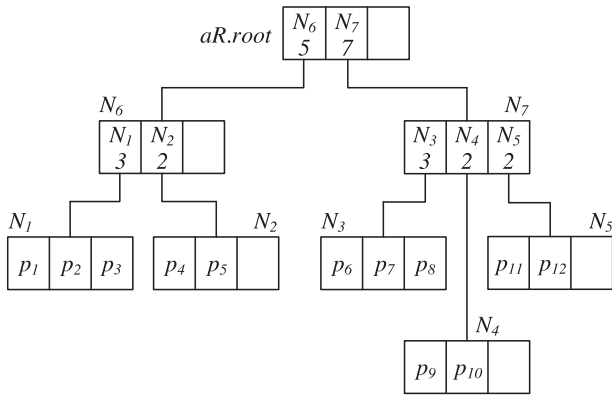 aR.root N₆ N₇
5 7
N₆ N₇
N₁ N₂ N₃ N₄ N₅
3 2 3 2 2
N₁ N₂ N₃ N₅
p₁ p₂ p₃ p₄ p₅ p₆ p₇ p₈ p₁₁ p₁₂
N₄
p₉ p₁₀